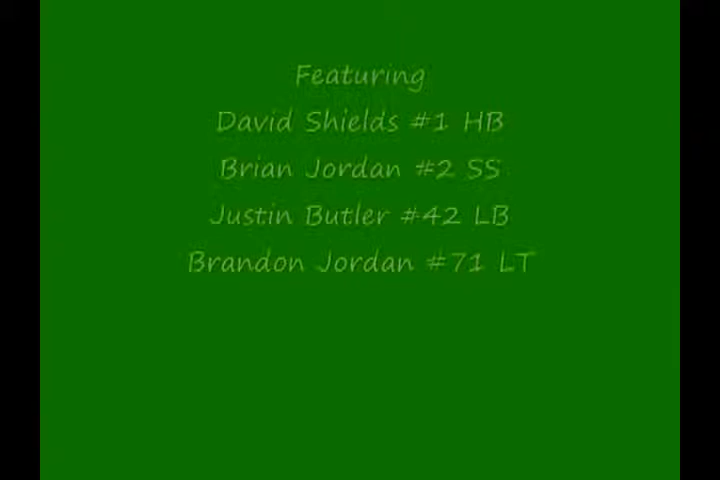 Featuring
David Shields #1 HB
Brian Jordan #2 SS
Justin Butler #42 LB
Brandon Jordan #71 LT